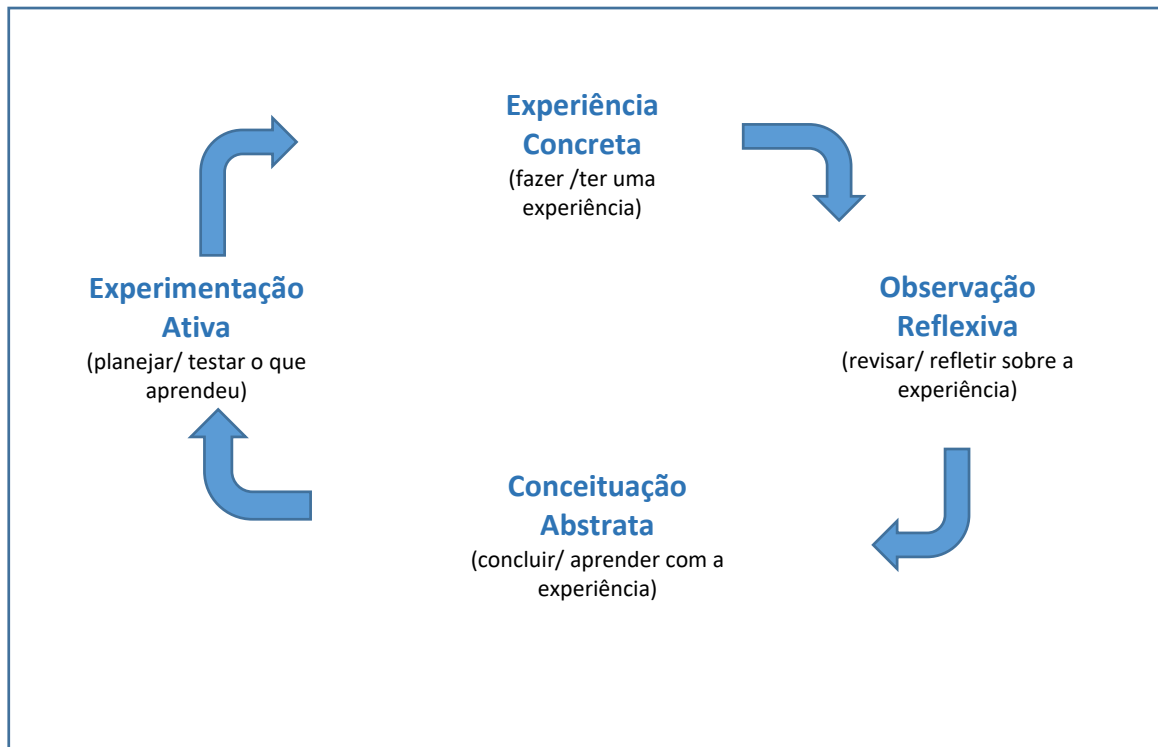 Experiência
Concreta
(fazer /ter uma
experiência)
Experimentação
Ativa
(planejar/ testar o que
aprendeu)
Observação
Reflexiva
(revisar/ refletir sobre a
experiência)
Conceituação
Abstrata
(concluir/ aprender com a
experiência)